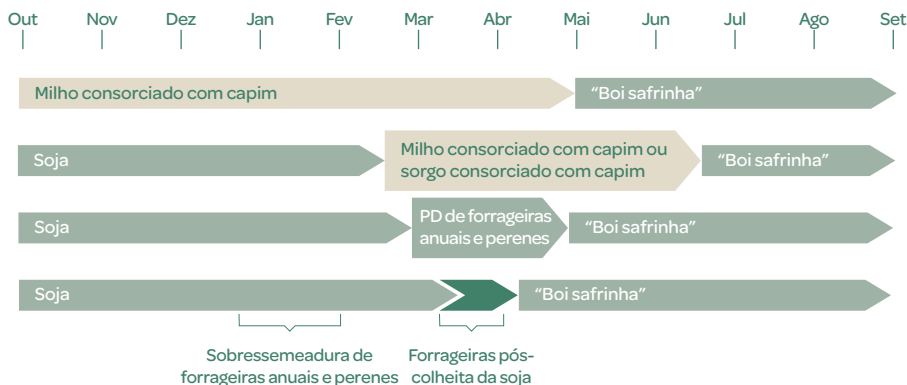 Out Nov Dez Jan Fev Mar Abr Mai Jun Jul Ago Set
Milho consorciado com capim
“Boi safrinha”
Soja
Milho consorciado com capim ou
sorgo consorciado com capim
“Boi safrinha”
Soja
PD de forrageiras
anuais e perenes
“Boi safrinha”
Soja
“Boi safrinha”
Sobressemeadura de
forrageiras anuais e perenes
Forrageiras pós-
colheita da soja